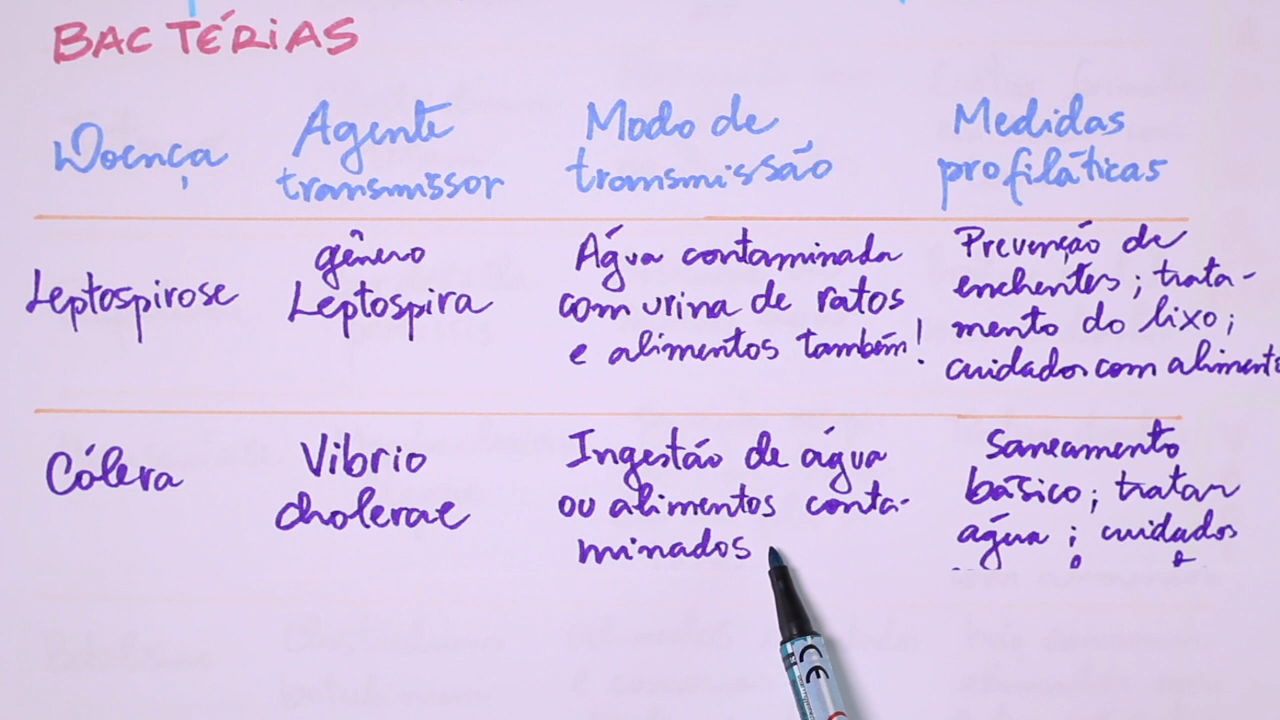 BACTÉRIAS
Doença
Agente
transmissor
Modo de
transmissão
Medidas
profiláticas
Leptospirose
gênero
Leptospira
Água contaminada
com urina de ratos
e alimentos também!
Prevenção de
enchentes; trata-
mento do lixo;
cuidados com aliment
Cólera
Vibrio
cholerae
Ingestão de água
ou alimentos conta-
minados
Saneamento
básico; tratar
água; cuidados
CE